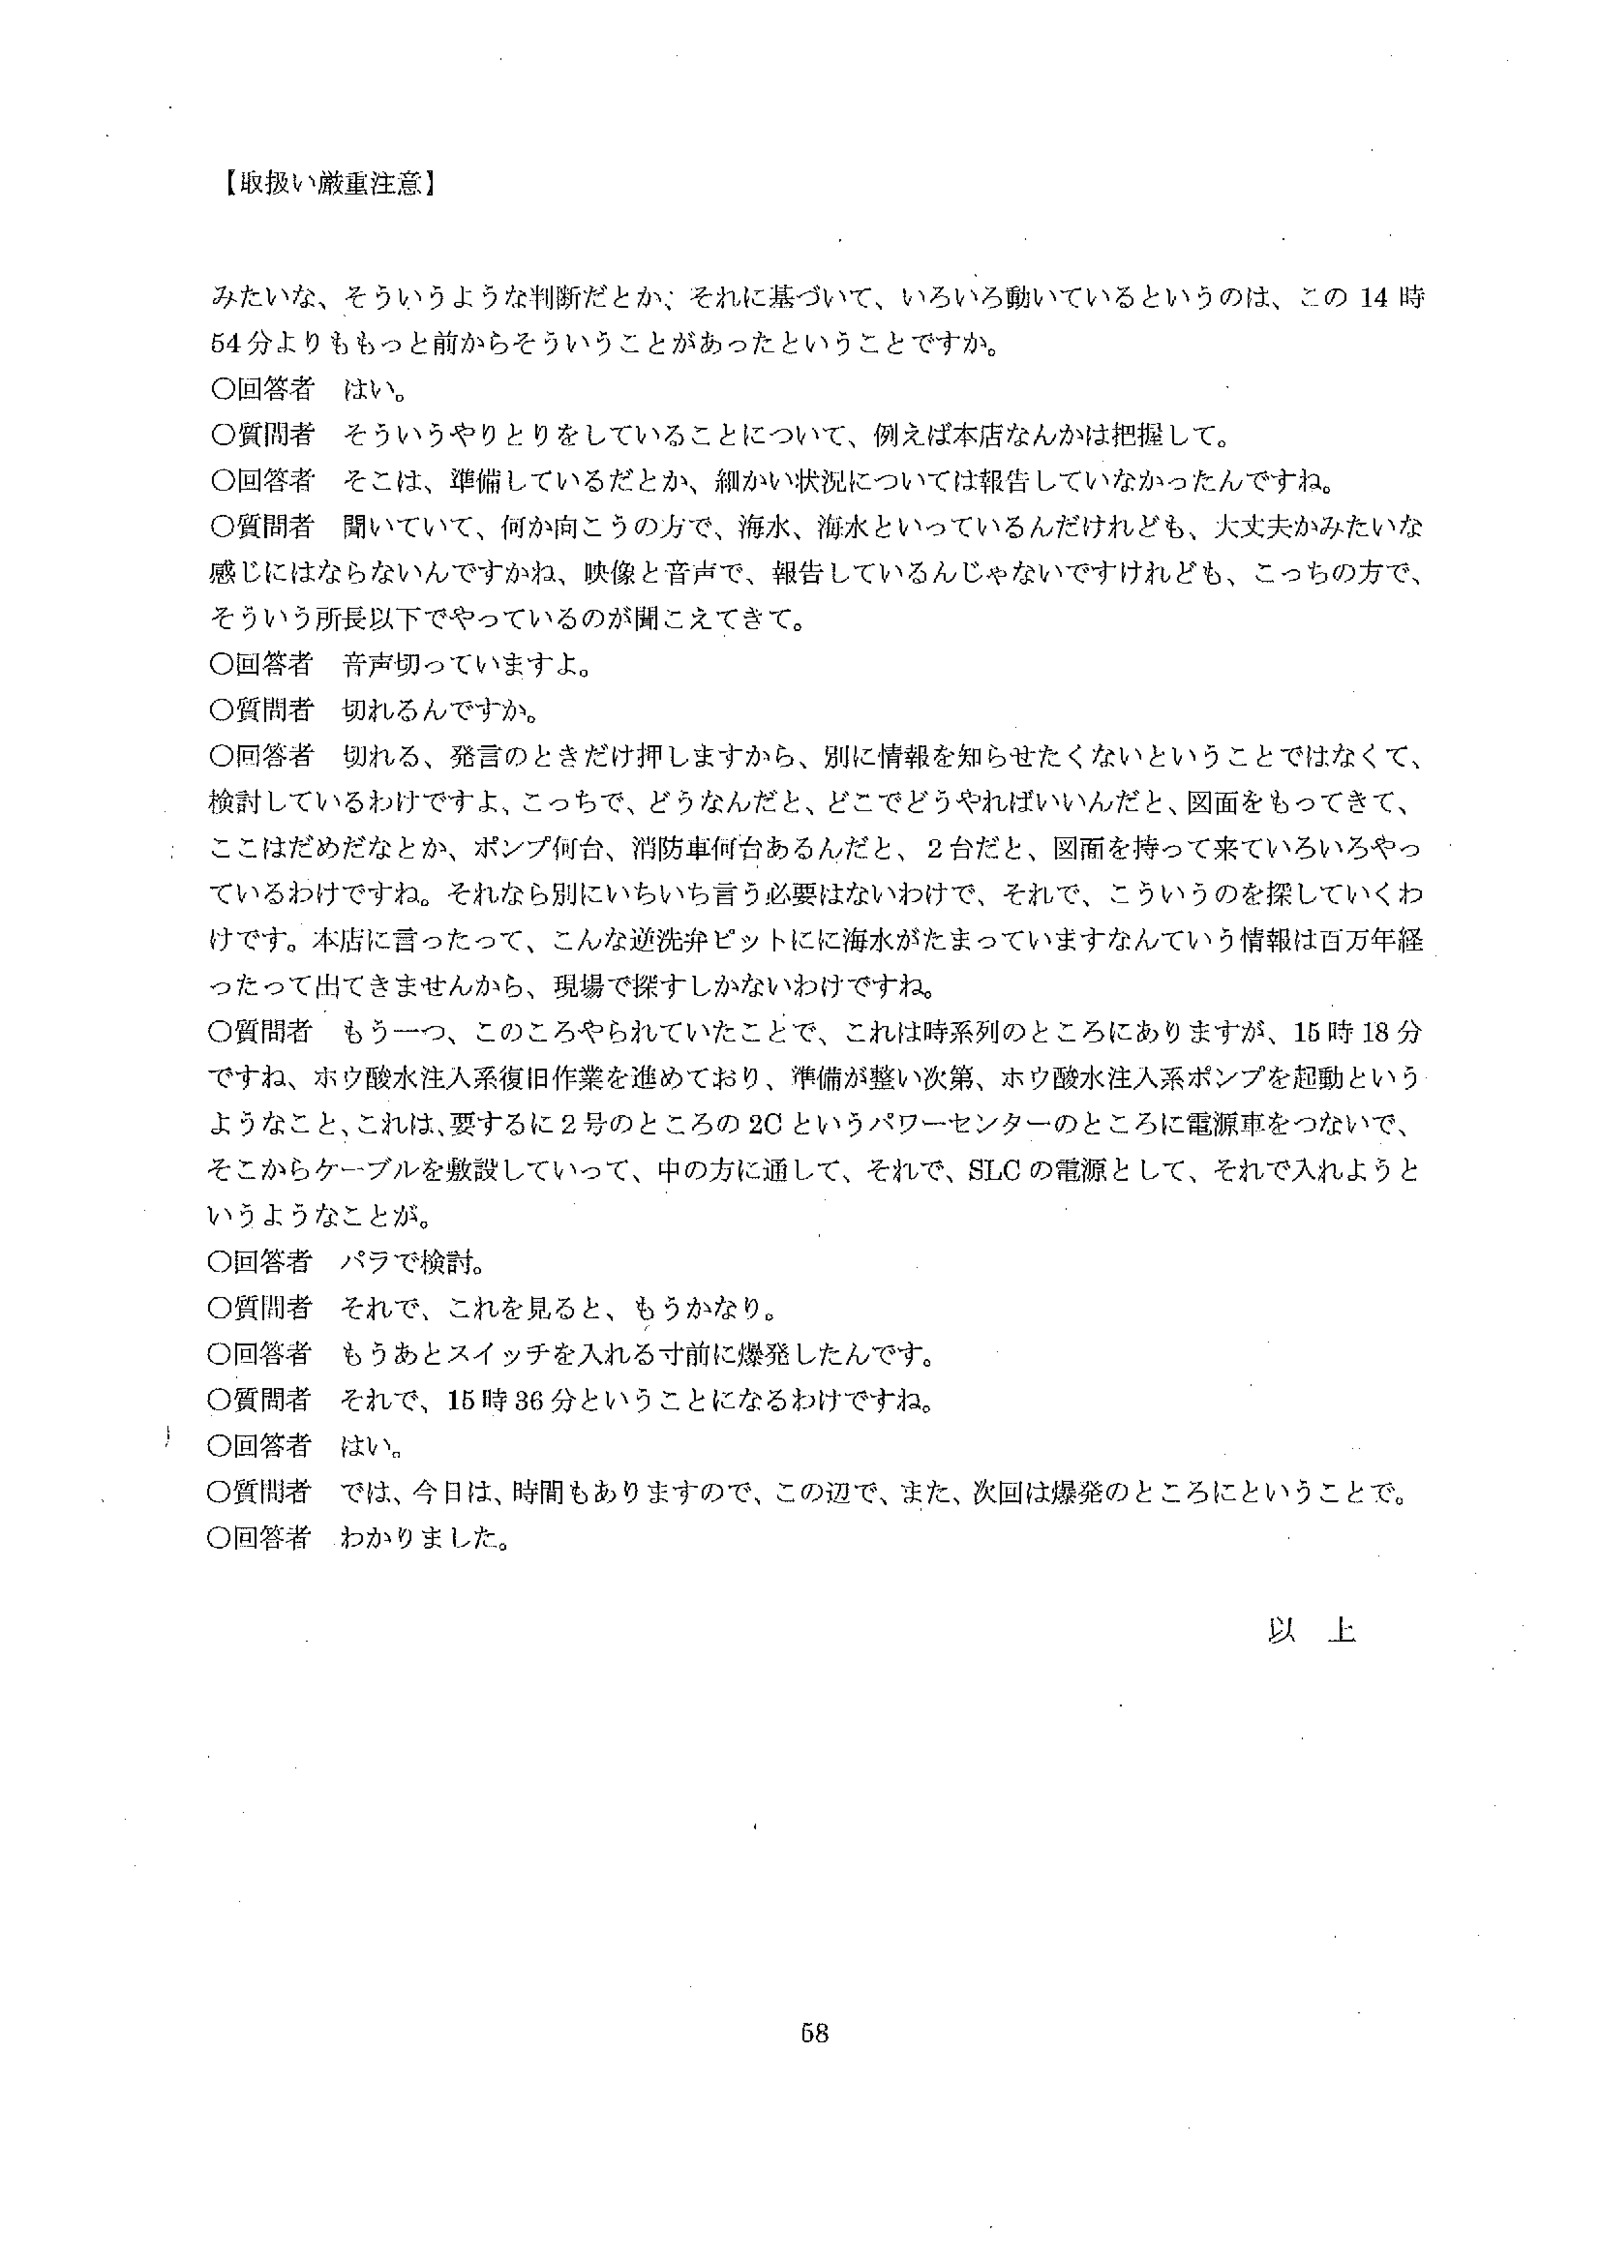 【取扱い厳重注意】
みたいな、そういうような判断だとか、それに基づいて、いろいろ動いているというのは、この 14 時
54 分よりももっと前からそういうことがあったということですか。
○回答者　はい。
○質問者　そういうやりとりをしていることについて、例えば本店なんかは把握して。
○回答者　そこは、準備しているだとか、細かい状況については報告していなかったんですね。
○質問者　聞いていて、何か向こうの方で、海水、海水といっているんだけれども、大丈夫かみたいな
感じにはならないんですかね、映像と音声で、報告しているんじゃないですけれども、こっちの方で、
そういう所長以下でやっているのが聞こえてきて。
○回答者　音声切っていますよ。
○質問者　切れるんですか。
○回答者　切れる、発言のときだけ押しますから、別に情報を知らせたくないということではなくて、
検討しているわけですよ、こっちで、どうなんだと、どこでどうやればいいんだと、図面をもってきて、
ここはだめだなとか、ポンプ何台、消防車何台あるんだと、2 台だと、図面を持って来ていろいろやっ
ているわけですね。それなら別にいちいち言う必要はないわけで、それで、こういうのを探していくわ
けです。本店に言ったって、こんな逆洗弁ピットにに海水がたまっていますなんていう情報は百万年経
ったって出てきませんから、現場で探すしかないわけですね。
○質問者　もう一つ、このころやられていたことで、これは時系列のところにありますが、15 時 18 分
ですね、ホウ酸水注入系復旧作業を進めており、準備が整い次第、ホウ酸水注入系ポンプを起動という
ようなこと、これは、要するに 2 号のところの 2C というパワーセンターのところに電源車をつないで、
そこからケーブルを敷設していって、中の方に通して、それで、SLC の電源として、それで入れようと
いうようなことが。
○回答者　パラで検討。
○質問者　それで、これを見ると、もうかなり。
○回答者　もうあとスイッチを入れる寸前に爆発したんです。
○質問者　それで、15 時 36 分ということになるわけですね。
○回答者　はい。
○質問者　では、今日は、時間もありますので、この辺で、また、次回は爆発のところにということで。
○回答者　わかりました。
以　上
58